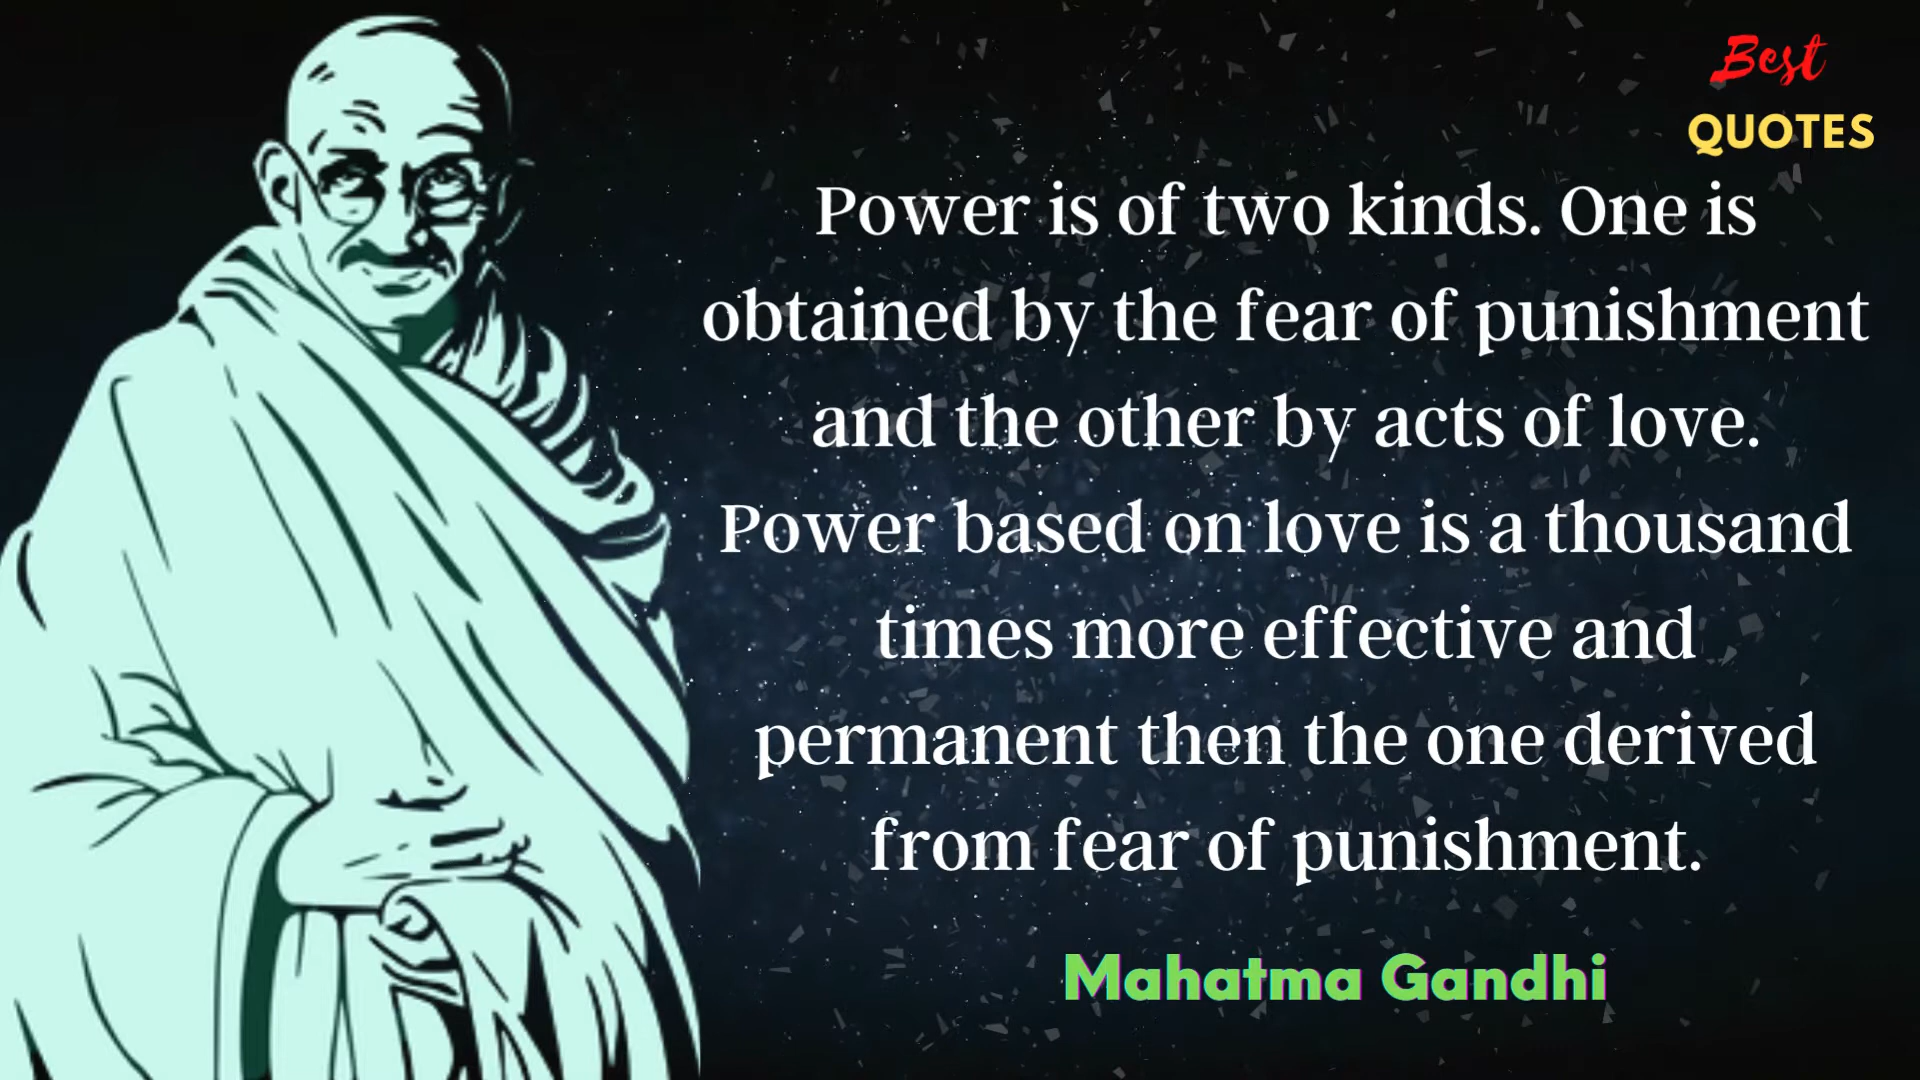 Best
QUOTES
Power is of two kinds. One is
obtained by the fear of punishment
and the other by acts of love.
Power based on love is a thousand
times more effective and
permanent then the one derived
from fear of punishment.
Mahatma Gandhi